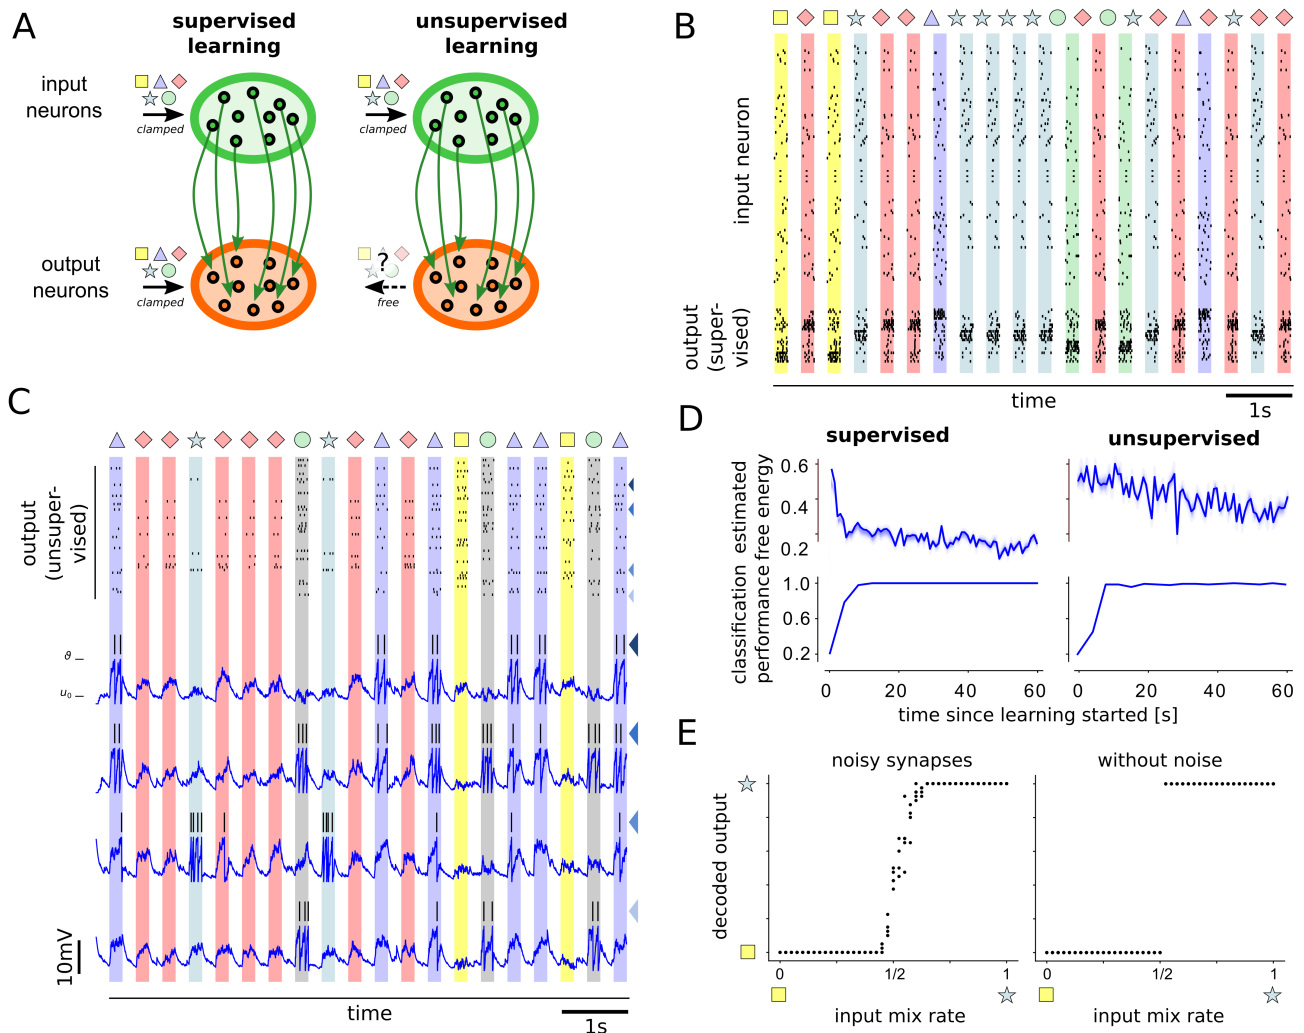 A
supervised
learning
unsupervised
learning
input
neurons
clamped
clamped
output
neurons
clamped
?
free
B
input neuron
output
(super-
vised)
time
1s
C
output
(unsuper-
vised)
ϑ
u₀
10mV
time
1s
D
supervised
unsupervised
estimated
free energy
0.6
0.2
classification
performance
1.0
0.6
0.2
0
20
40
60
0
20
40
60
time since learning started [s]
E
noisy synapses
without noise
decoded output
0
1/2
1
0
1/2
1
input mix rate
input mix rate